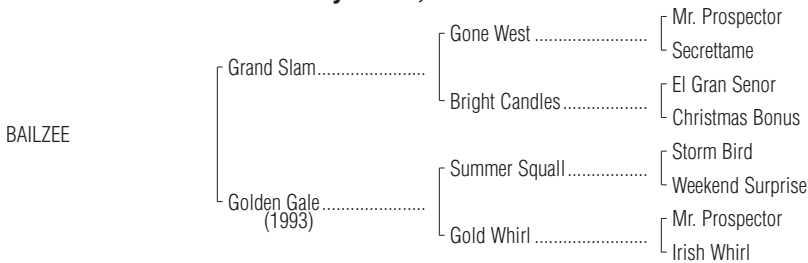 Mr. Prospector
Gone West ..........................
Secrettame
Grand Slam.........................
El Gran Senor
Bright Candles....................
Christmas Bonus
BAILZEE
Storm Bird
Summer Squall...................
Weekend Surprise
Golden Gale........................
(1993)
Mr. Prospector
Gold Whirl ..........................
Irish Whirl